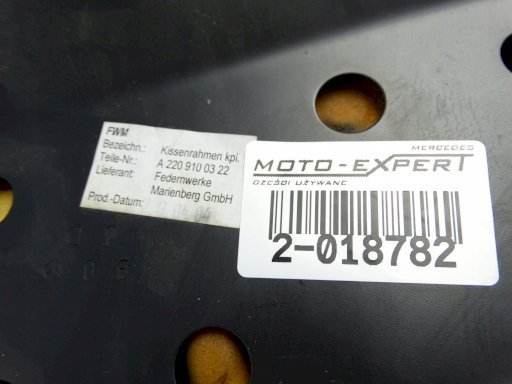 FWM
Bezeichn.: Kissenrahmen kpi.
Teile-Nr.: A 220 910 03 22
Lieferant: Federnwerke
Marienberg GmbH
Prod.-Datum:
MERCEDES
MOTO-EXPERT
CZĘŚCI UŻYWANE
2-018782